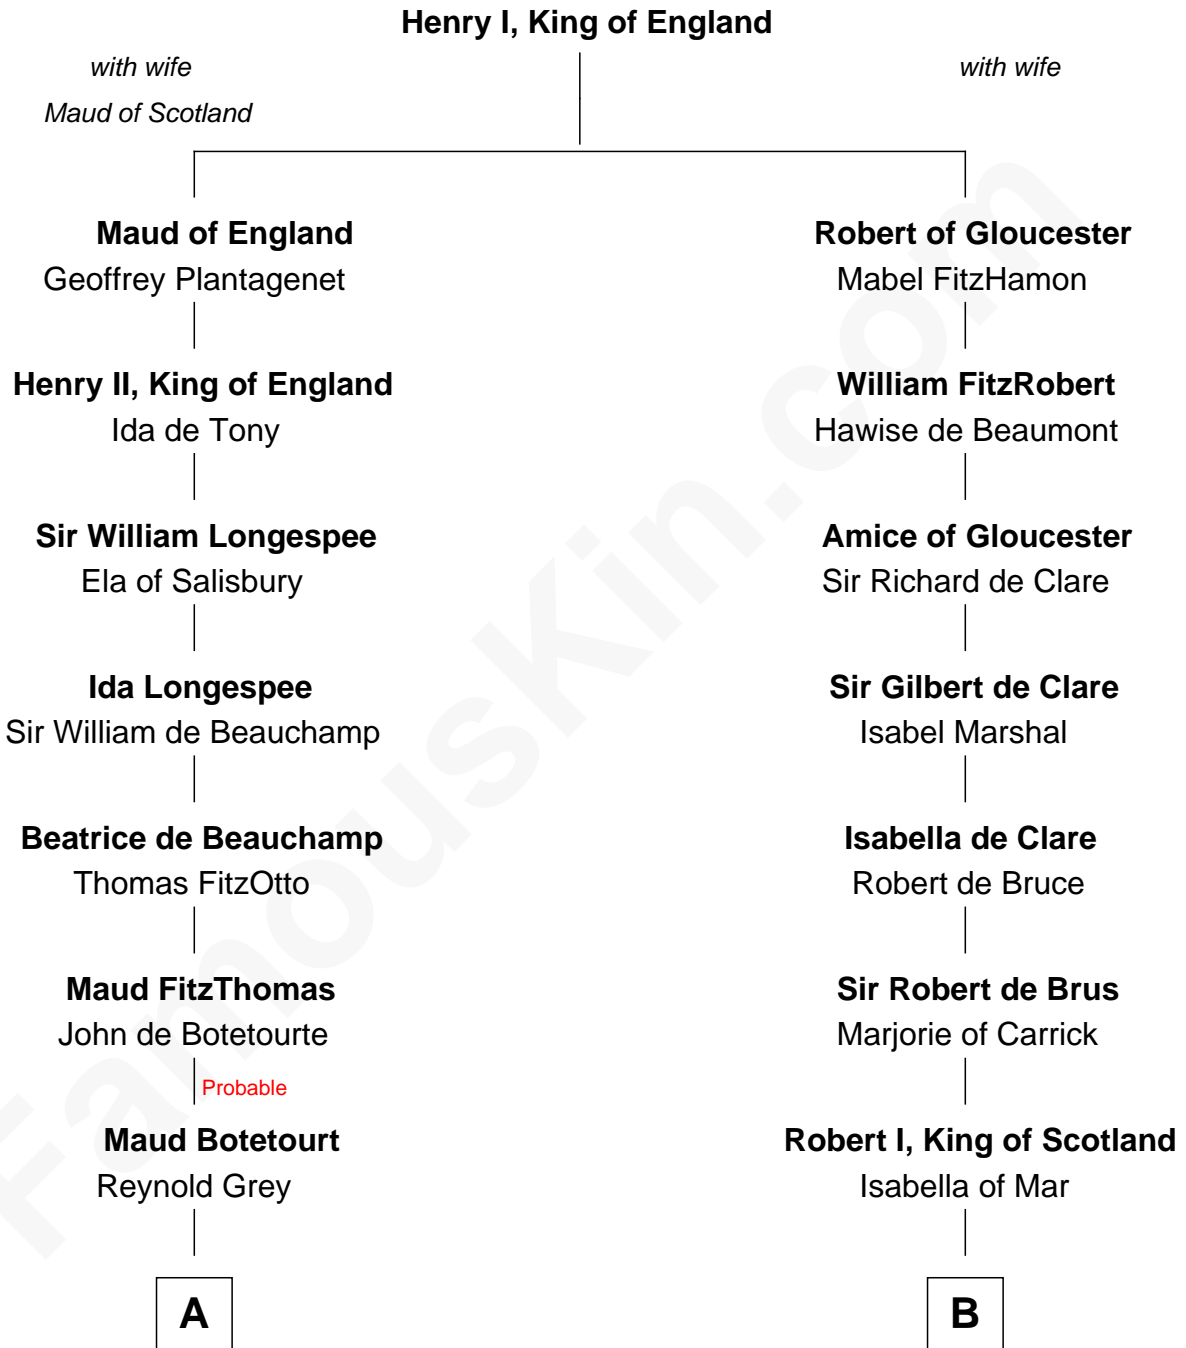 Henry I, King of England
with wife
Maud of Scotland
with wife
Maud of England
Geoffrey Plantagenet
Robert of Gloucester
Mabel FitzHamon
Henry II, King of England
Ida de Tony
William FitzRobert
Hawise de Beaumont
Sir William Longespee
Ela of Salisbury
Amice of Gloucester
Sir Richard de Clare
Ida Longespee
Sir William de Beauchamp
Sir Gilbert de Clare
Isabel Marshal
Beatrice de Beauchamp
Thomas FitzOtto
Isabella de Clare
Robert de Bruce
Maud FitzThomas
John de Botetourte
Sir Robert de Brus
Marjorie of Carrick
Probable
Maud Botetourt
Reynold Grey
Robert I, King of Scotland
Isabella of Mar
A
B
FamousKin.com